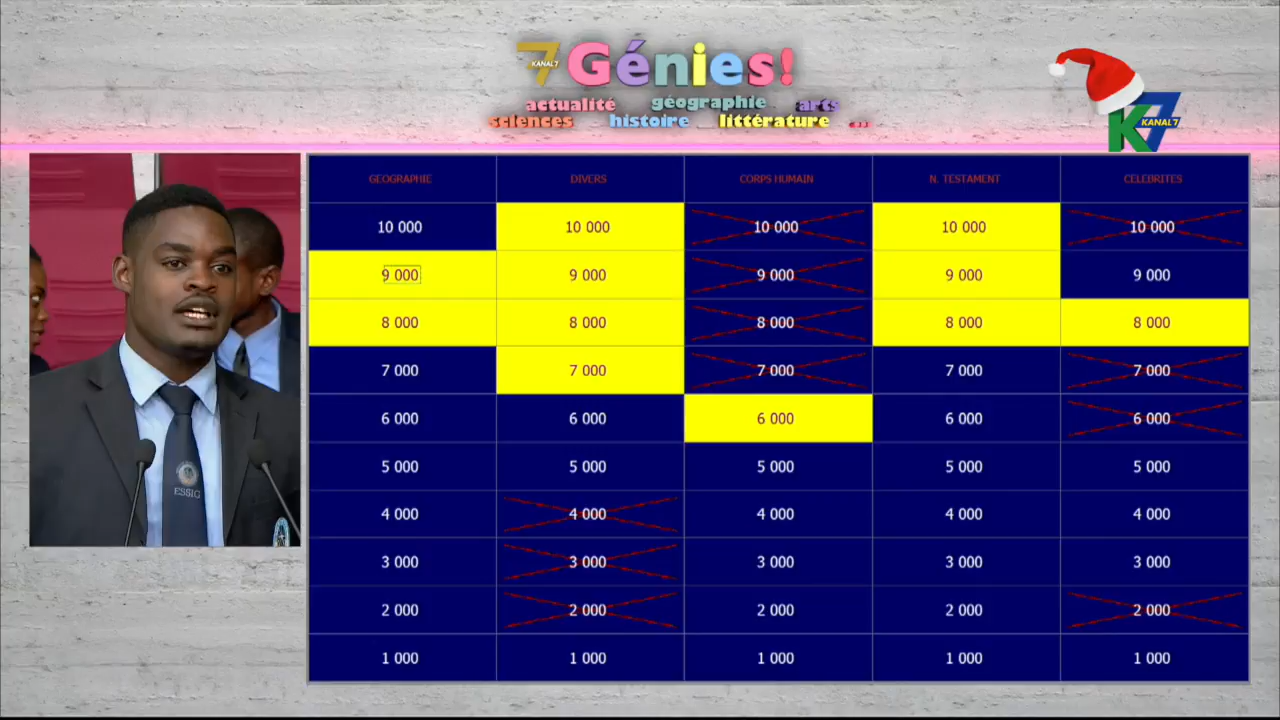 7 KANAL7 Génies!
actualité géographie arts
sciences histoire littérature ...
K7 KANAL7
GEOGRAPHIE DIVERS CORPS HUMAIN N. TESTAMENT CELEBRITES
10 000 10 000 10 000 10 000 10 000
9 000 9 000 9 000 9 000 9 000
8 000 8 000 8 000 8 000 8 000
7 000 7 000 7 000 7 000 7 000
6 000 6 000 6 000 6 000 6 000
5 000 5 000 5 000 5 000 5 000
4 000 4 000 4 000 4 000 4 000
3 000 3 000 3 000 3 000 3 000
2 000 2 000 2 000 2 000 2 000
1 000 1 000 1 000 1 000 1 000
ESSIG